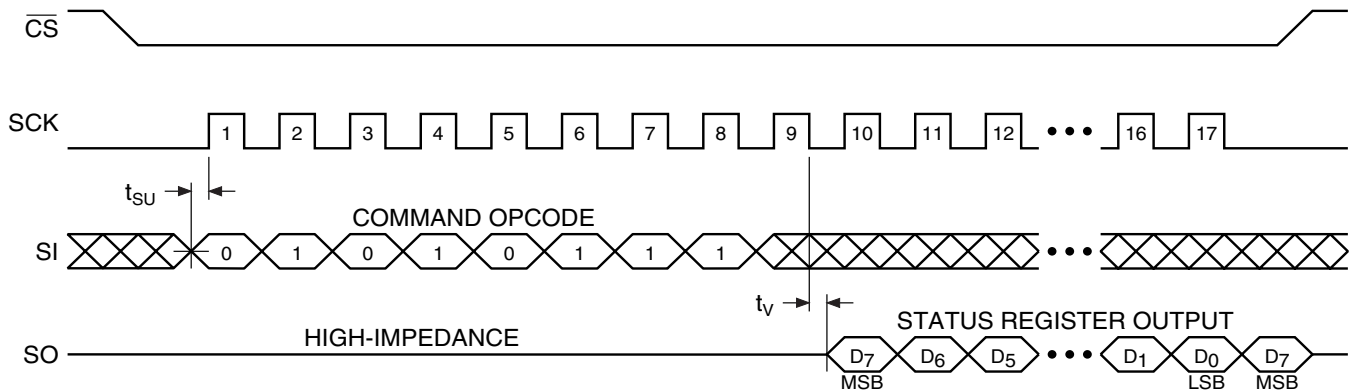 CS
SCK 1 2 3 4 5 6 7 8 9 10 11 12 ••• 16 17
tSU
COMMAND OPCODE
SI 0 1 0 1 0 1 1 1 •••
tV
HIGH-IMPEDANCE STATUS REGISTER OUTPUT
SO D7 D6 D5 ••• D1 D0 D7
MSB LSB MSB